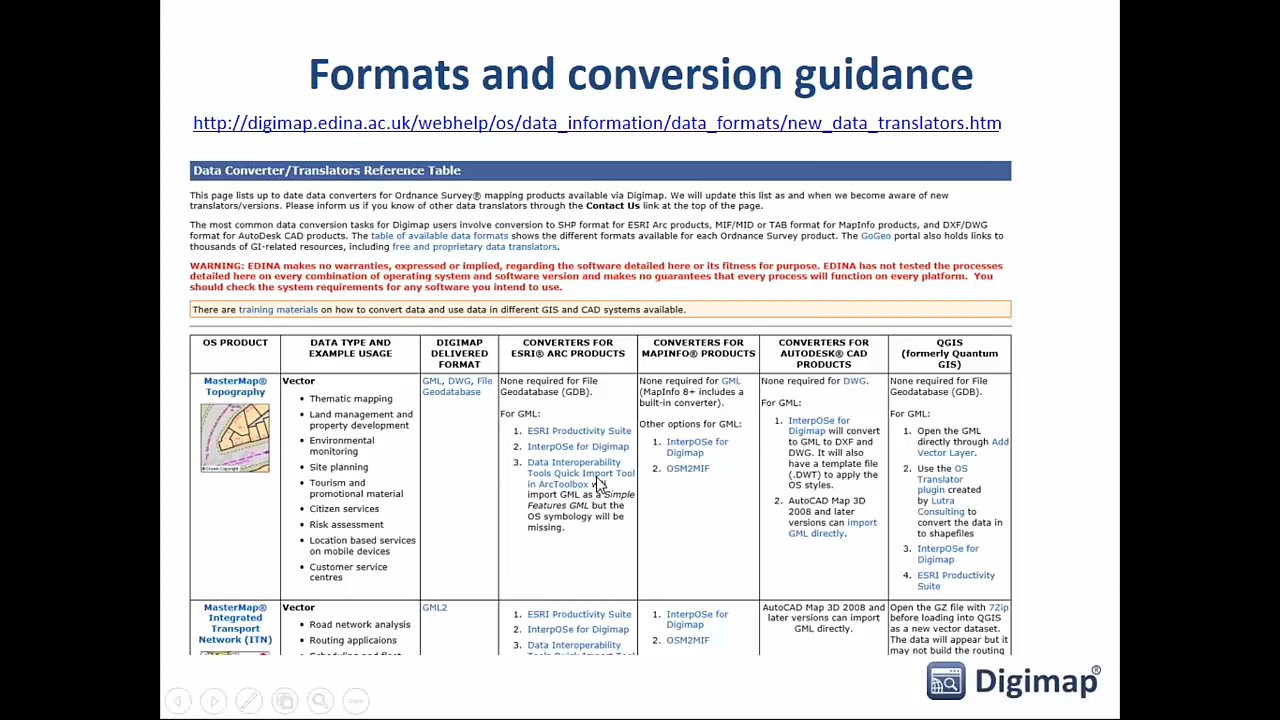 Formats and conversion guidance
http://digimap.edina.ac.uk/webhelp/os/data_information/data_formats/new_data_translators.htm
Data Converter/Translators Reference Table
This page lists up to date data converters for Ordnance Survey® mapping products available via Digimap. We will update this list as and when we become aware of new
translators/versions. Please inform us if you know of other data translators through the Contact Us link at the top of the page.
The most common data conversion tasks for Digimap users involve conversion to SHP format for ESRI Arc products, MIF/MID or TAB format for MapInfo products, and DXF/DWG
format for AutoDesk CAD products. The table of available data formats shows the different formats available for each Ordnance Survey product. The GoGeo portal also holds links to
thousands of GI-related resources, including free and proprietary data translators.
WARNING: EDINA makes no warranties, expressed or implied, regarding the software detailed here or its fitness for purpose. EDINA has not tested the processes
detailed here on every combination of operating system and software version and makes no guarantees that every process will function on every platform. You
should check the system requirements for any software you intend to use.
There are training materials on how to convert data and use data in different GIS and CAD systems available.
OS PRODUCT
DATA TYPE AND
EXAMPLE USAGE
DIGIMAP
DELIVERED
FORMAT
CONVERTERS FOR
ESRI® ARC PRODUCTS
CONVERTERS FOR
MAPINFO® PRODUCTS
CONVERTERS FOR
AUTODESK® CAD
PRODUCTS
QGIS
(formerly Quantum
GIS)
MasterMap®
Topography
Vector
• Thematic mapping
• Land management and
property development
• Environmental
monitoring
• Site planning
• Tourism and
promotional material
• Citizen services
• Risk assessment
• Location based services
on mobile devices
• Customer service
centres
GML, DWG, File
Geodatabase
None required for File
Geodatabase (GDB).
For GML:
1. ESRI Productivity Suite
2. InterpOSe for Digimap
3. Data Interoperability
Tools Quick Import Tool
in ArcToolbox will
import GML as a Simple
Features GML but the
OS symbology will be
missing.
None required for GML
(MapInfo 8+ includes a
built-in converter).
Other options for GML:
1. InterpOSe for
Digimap
2. OSM2MIF
None required for DWG.
For GML:
1. InterpOSe for
Digimap will convert
to GML to DXF and
DWG. It will also
have a template file
(.DWT) to apply the
OS styles.
2. AutoCAD Map 3D
2008 and later
versions can import
GML directly.
None required for File
Geodatabase (GDB).
1. Open the GML
directly through Add
Vector Layer.
2. Use the OS
Translator
plugin created
by Lutra
Consulting to
convert the data in
to shapefiles
3. InterpOSe for
Digimap
4. ESRI Productivity
Suite
MasterMap®
Integrated
Transport
Network (ITN)
Vector
• Road network analysis
• Routing applicaions
• Scheduling and fleet
GML2
1. ESRI Productivity Suite
2. InterpOSe for Digimap
3. Data Interoperability
Tools Quick Import Tool
1. InterpOSe for
Digimap
2. OSM2MIF
AutoCAD Map 3D 2008 and
later versions can import
GML directly.
Open the GZ file with 7Zip
before loading into QGIS
as a new vector dataset.
The data will appear but it
may not build the routing
Digimap®